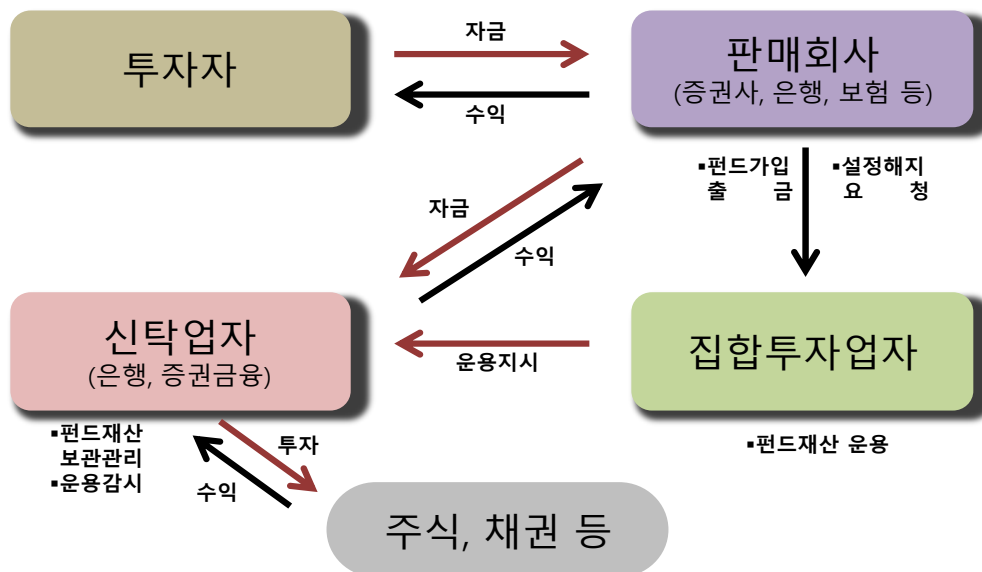 투자자
자금
수익
판매회사
(증권사, 은행, 보험 등)
▪펀드가입
출 금
▪설정해지
요 청
자금
수익
신탁업자
(은행, 증권금융)
운용지시
집합투자업자
▪펀드재산
보관관리
▪운용감시
투자
수익
▪펀드재산 운용
주식, 채권 등